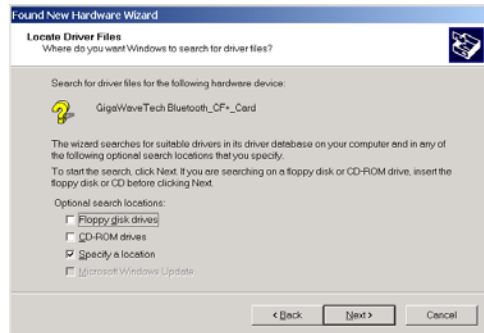 Found New Hardware Wizard
Locate Driver Files
Where do you want Windows to search for driver files?
Search for driver files for the following hardware device:
GigaWaveTech Bluetooth_CF+_Card
The wizard searches for suitable drivers in its driver database on your computer and in any of
the following optional search locations that you specify.
To start the search, click Next. If you are searching on a floppy disk or CD-ROM drive, insert the
floppy disk or CD before clicking Next.
Optional search locations:
Floppy disk drives
CD-ROM drives
Specify a location
Microsoft Windows Update
< Back Next > Cancel